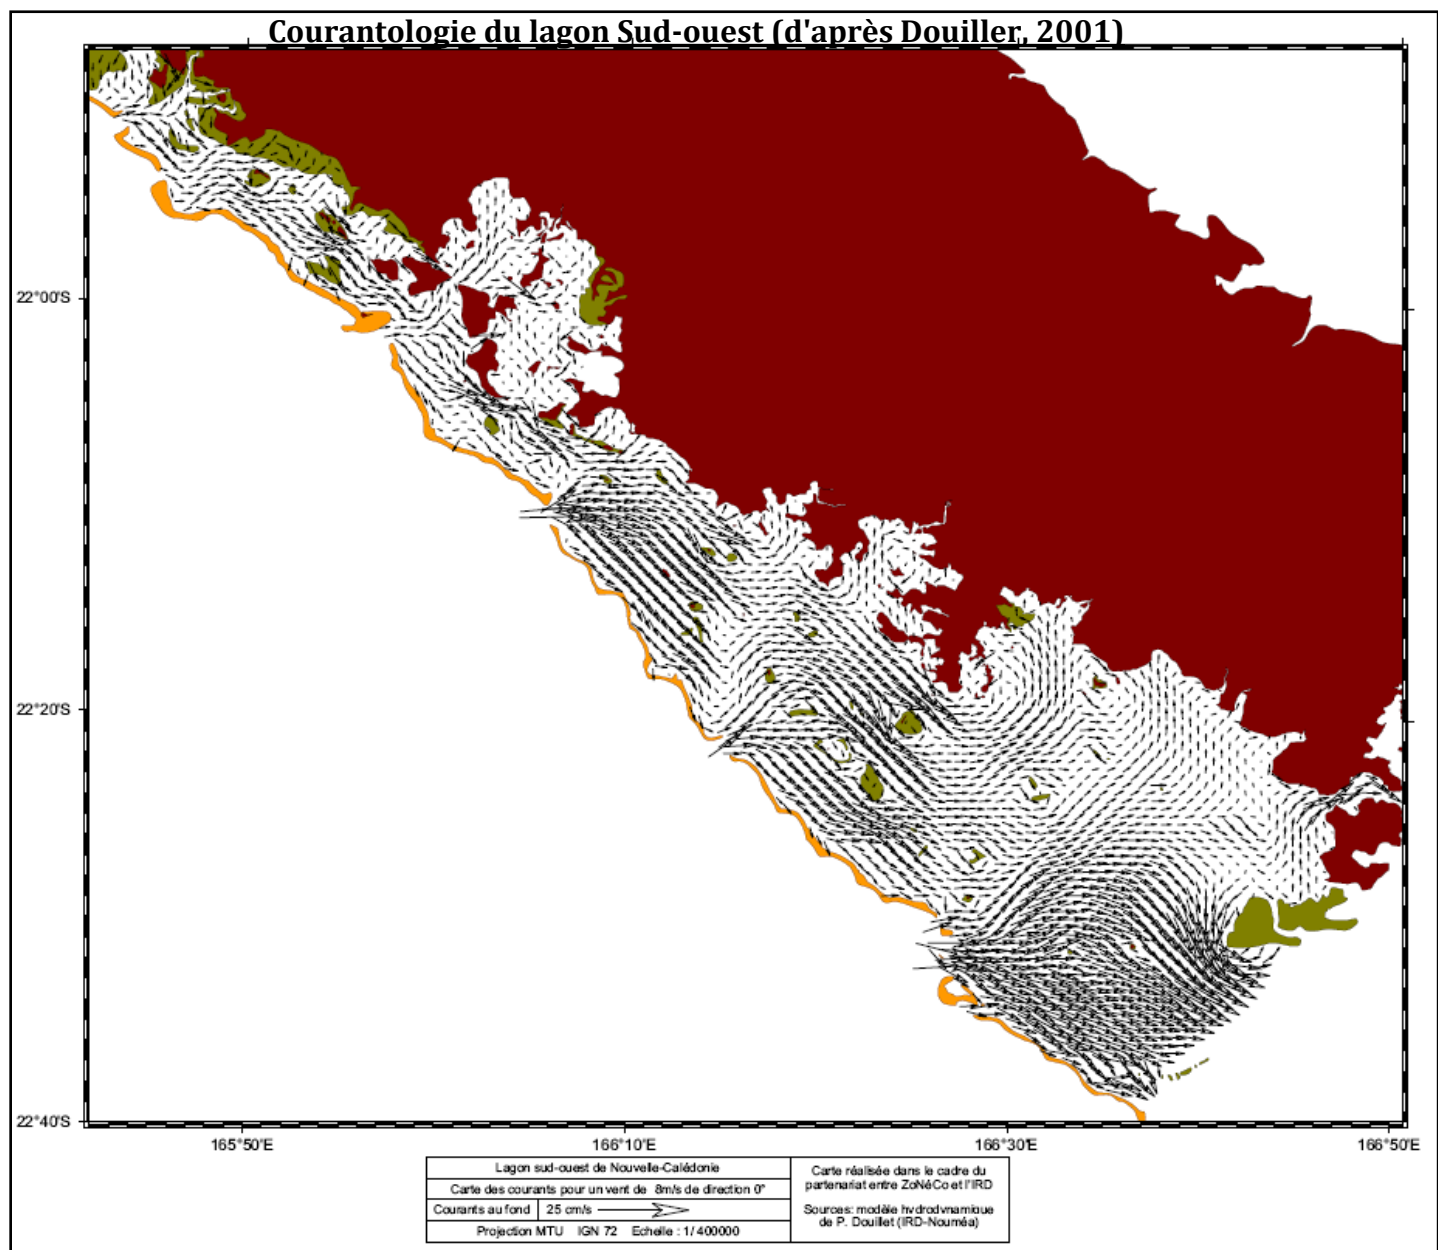 Courantologie du lagon Sud-ouest (d'après Douiller, 2001)
22°00'S
22°20'S
22°40'S
165°50'E
166°10'E
166°30'E
166°50'E
Lagon sud-ouest de Nouvelle-Calédonie
Carte des courants pour un vent de 8m/s de direction 0°
Courants au fond 25 cm/s
Projection MTU IGN 72 Echelle : 1/400000
Carte réalisée dans le cadre du
partenariat entre ZoNéCo et l'IRD
Sources: modèle hydrodynamique
de P. Douillet (IRD-Nouméa)